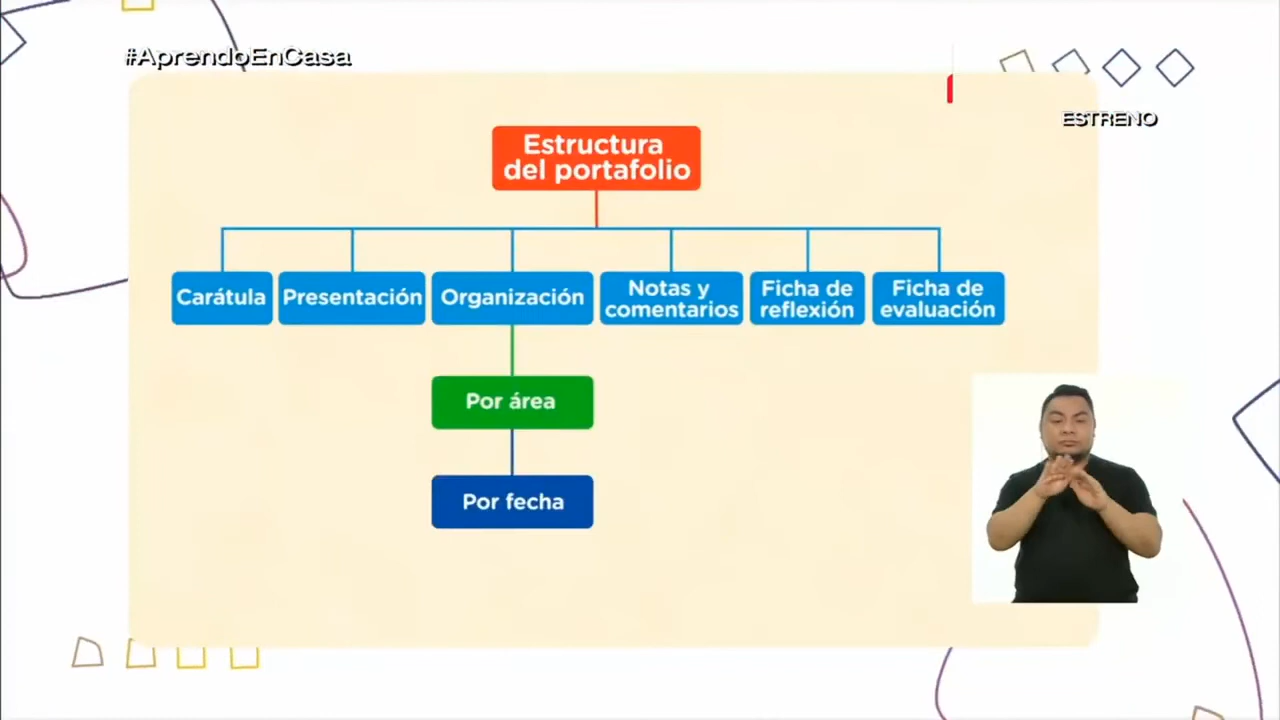 #AprendoEnCasa
ESTRENO
Estructura
del portafolio
Carátula
Presentación
Organización
Notas y
comentarios
Ficha de
reflexión
Ficha de
evaluación
Por área
Por fecha